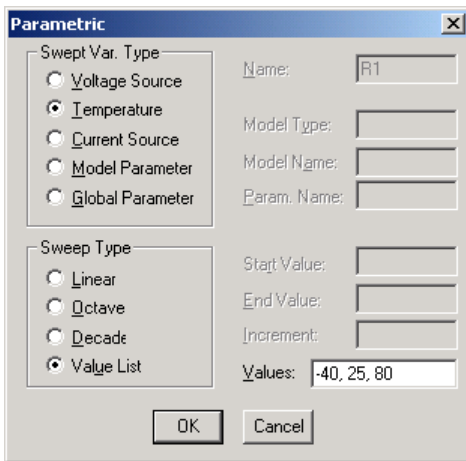 Parametric
Swept Var. Type
Voltage Source
Temperature
Current Source
Model Parameter
Global Parameter
Name: R1
Model Type:
Model Name:
Param. Name:
Sweep Type
Linear
Octave
Decade
Value List
Start Value:
End Value:
Increment:
Values: -40, 25, 80
OK
Cancel